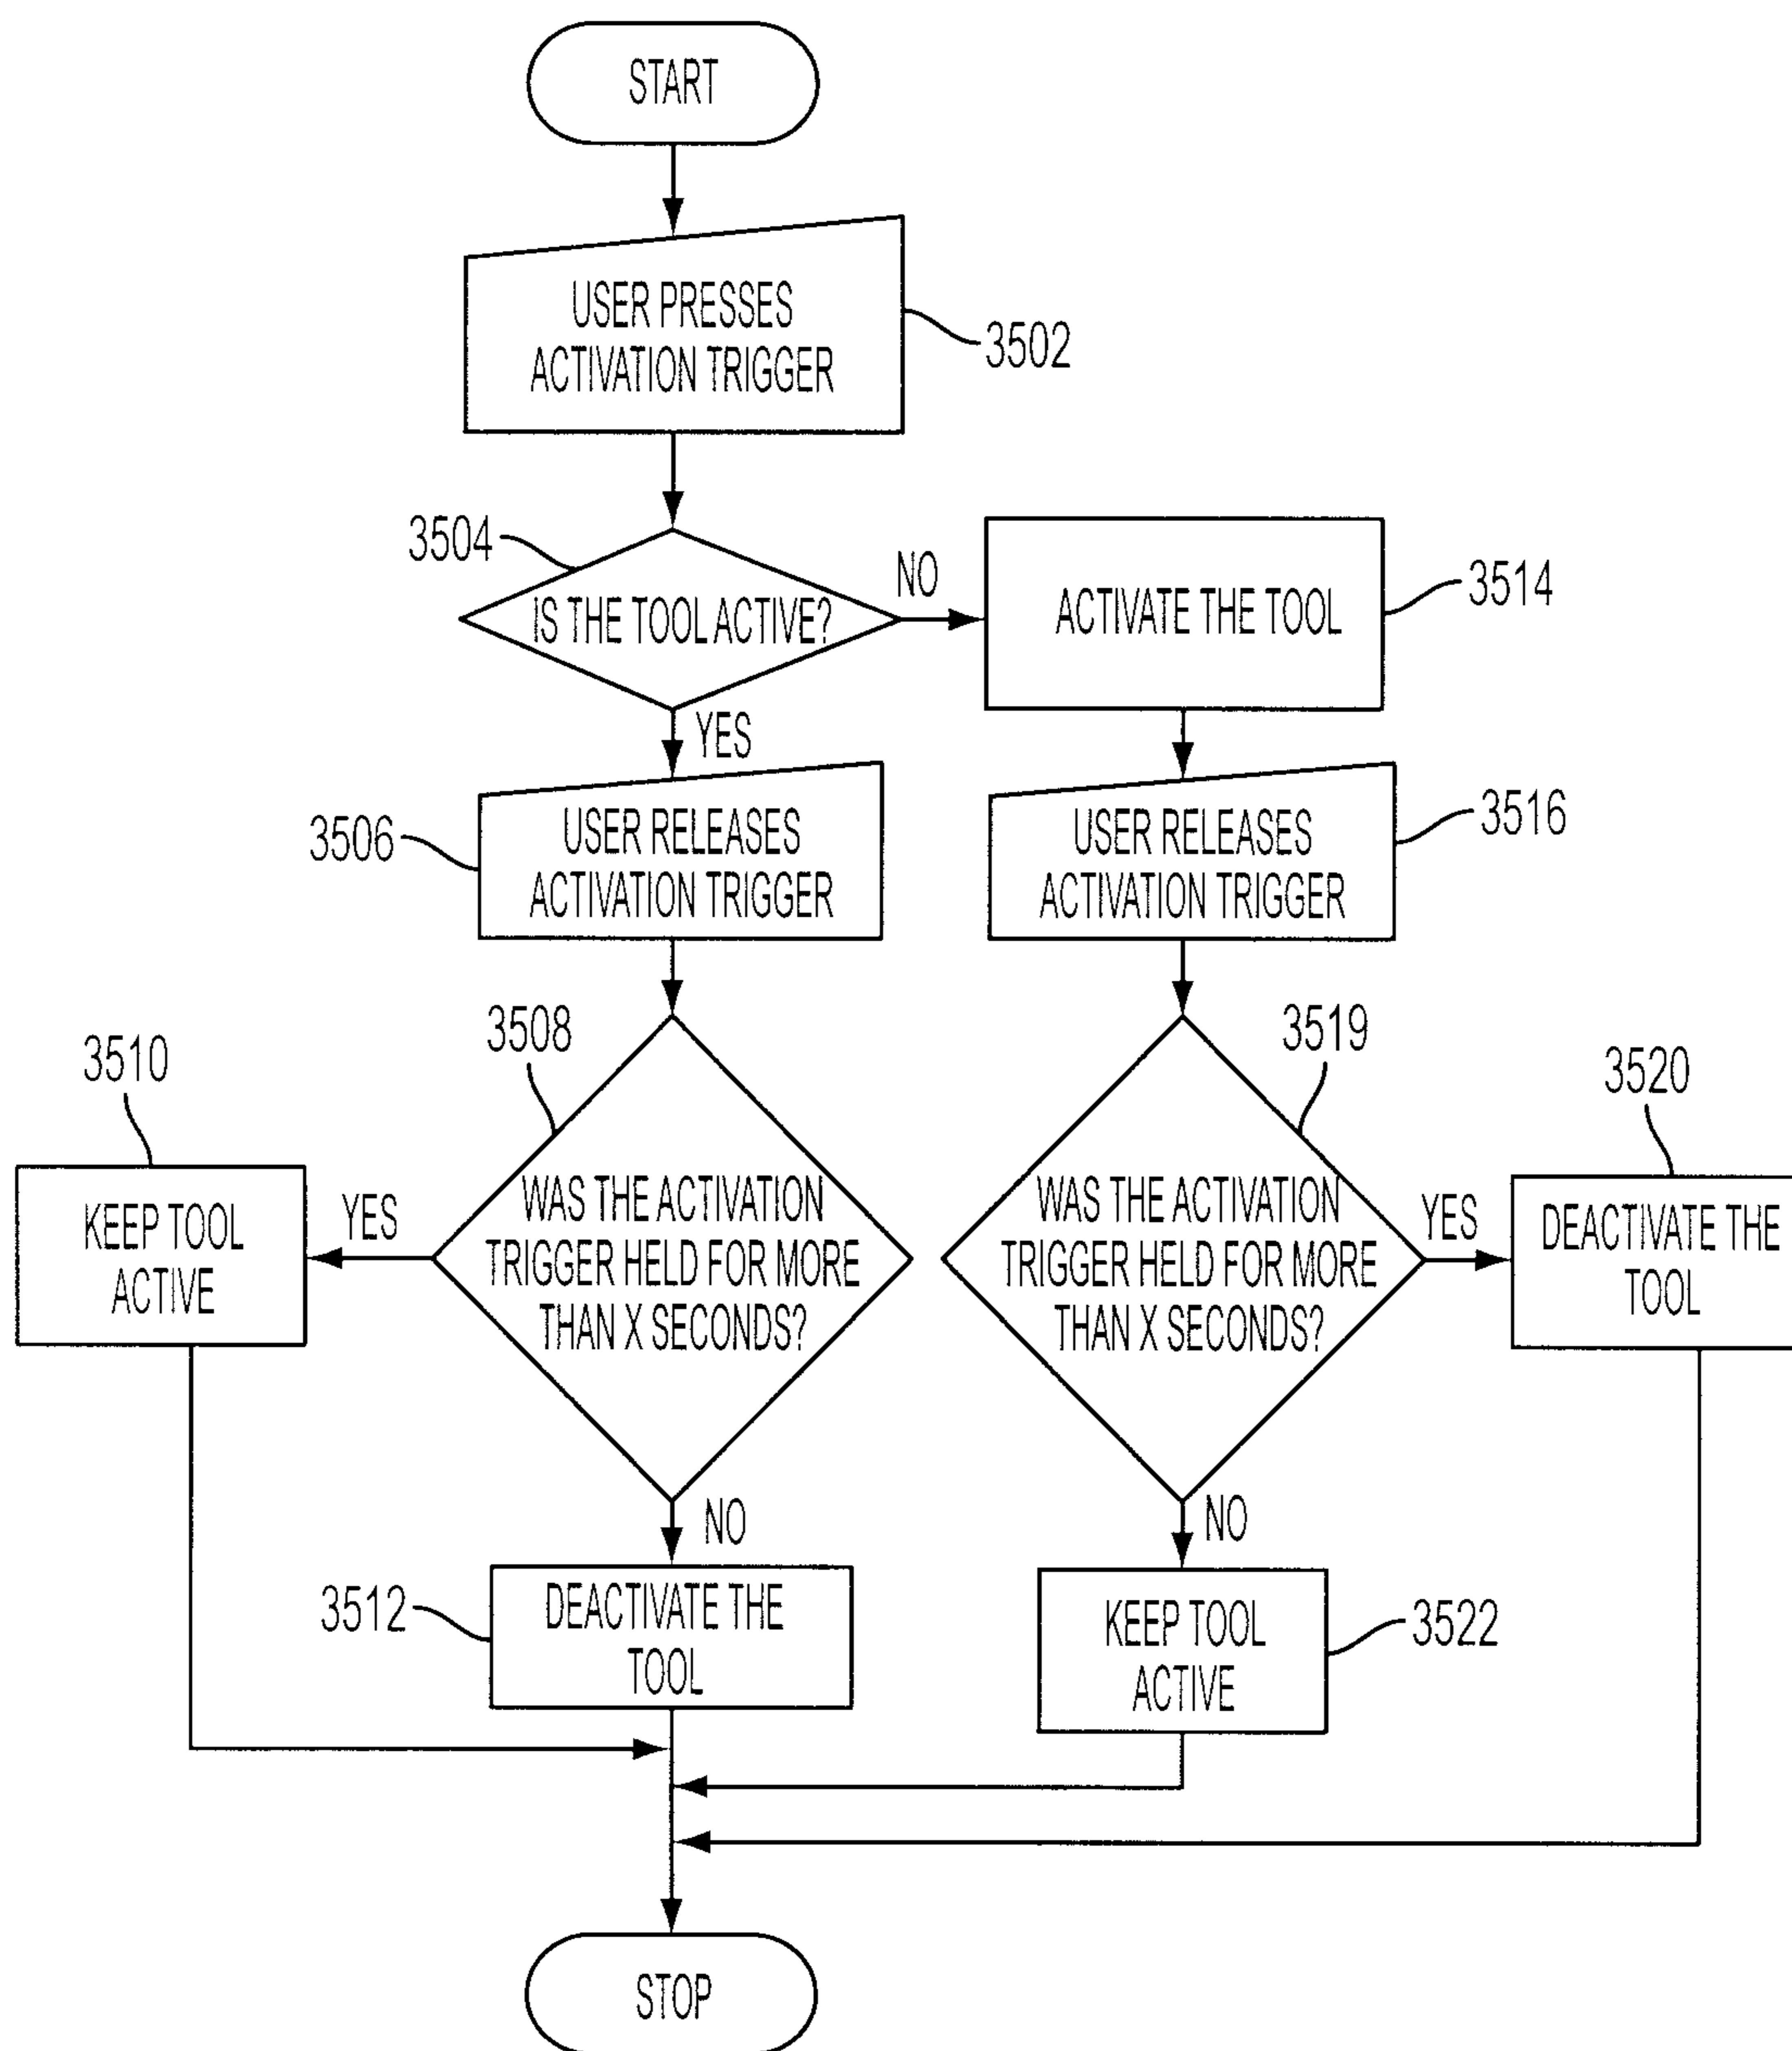 START
USER PRESSES
ACTIVATION TRIGGER
3502
3504
IS THE TOOL ACTIVE?
NO
ACTIVATE THE TOOL
3514
YES
3506
USER RELEASES
ACTIVATION TRIGGER
USER RELEASES
ACTIVATION TRIGGER
3516
3510
3508
3519
3520
KEEP TOOL
ACTIVE
YES
WAS THE ACTIVATION
TRIGGER HELD FOR MORE
THAN X SECONDS?
WAS THE ACTIVATION
TRIGGER HELD FOR MORE
THAN X SECONDS?
YES
DEACTIVATE THE
TOOL
NO
NO
3512
DEACTIVATE THE
TOOL
KEEP TOOL
ACTIVE
3522
STOP